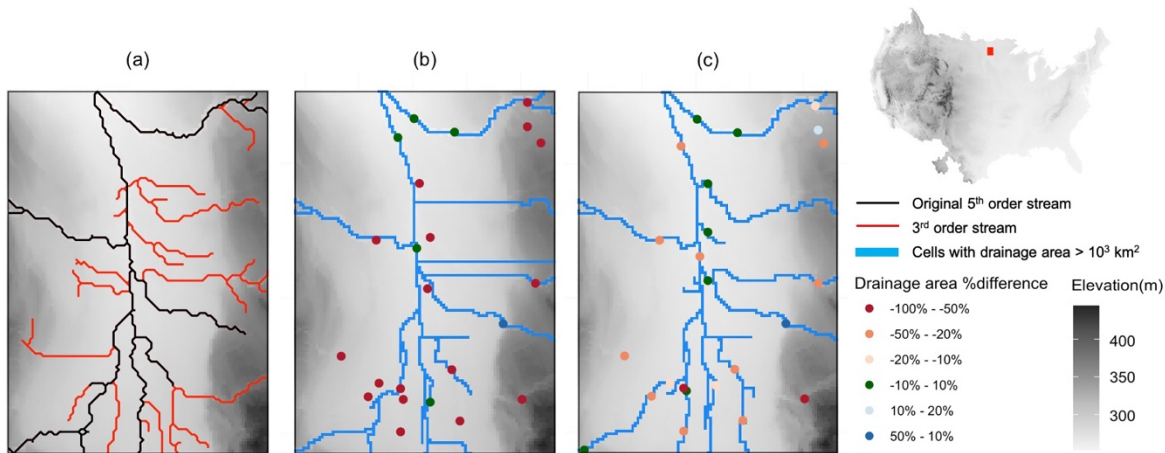 (a)
(b)
(c)
Original 5th order stream
3rd order stream
Cells with drainage area > 10³ km²
Drainage area %difference
-100% - -50%
-50% - -20%
-20% - -10%
-10% - 10%
10% - 20%
50% - 10%
Elevation(m)
400
350
300